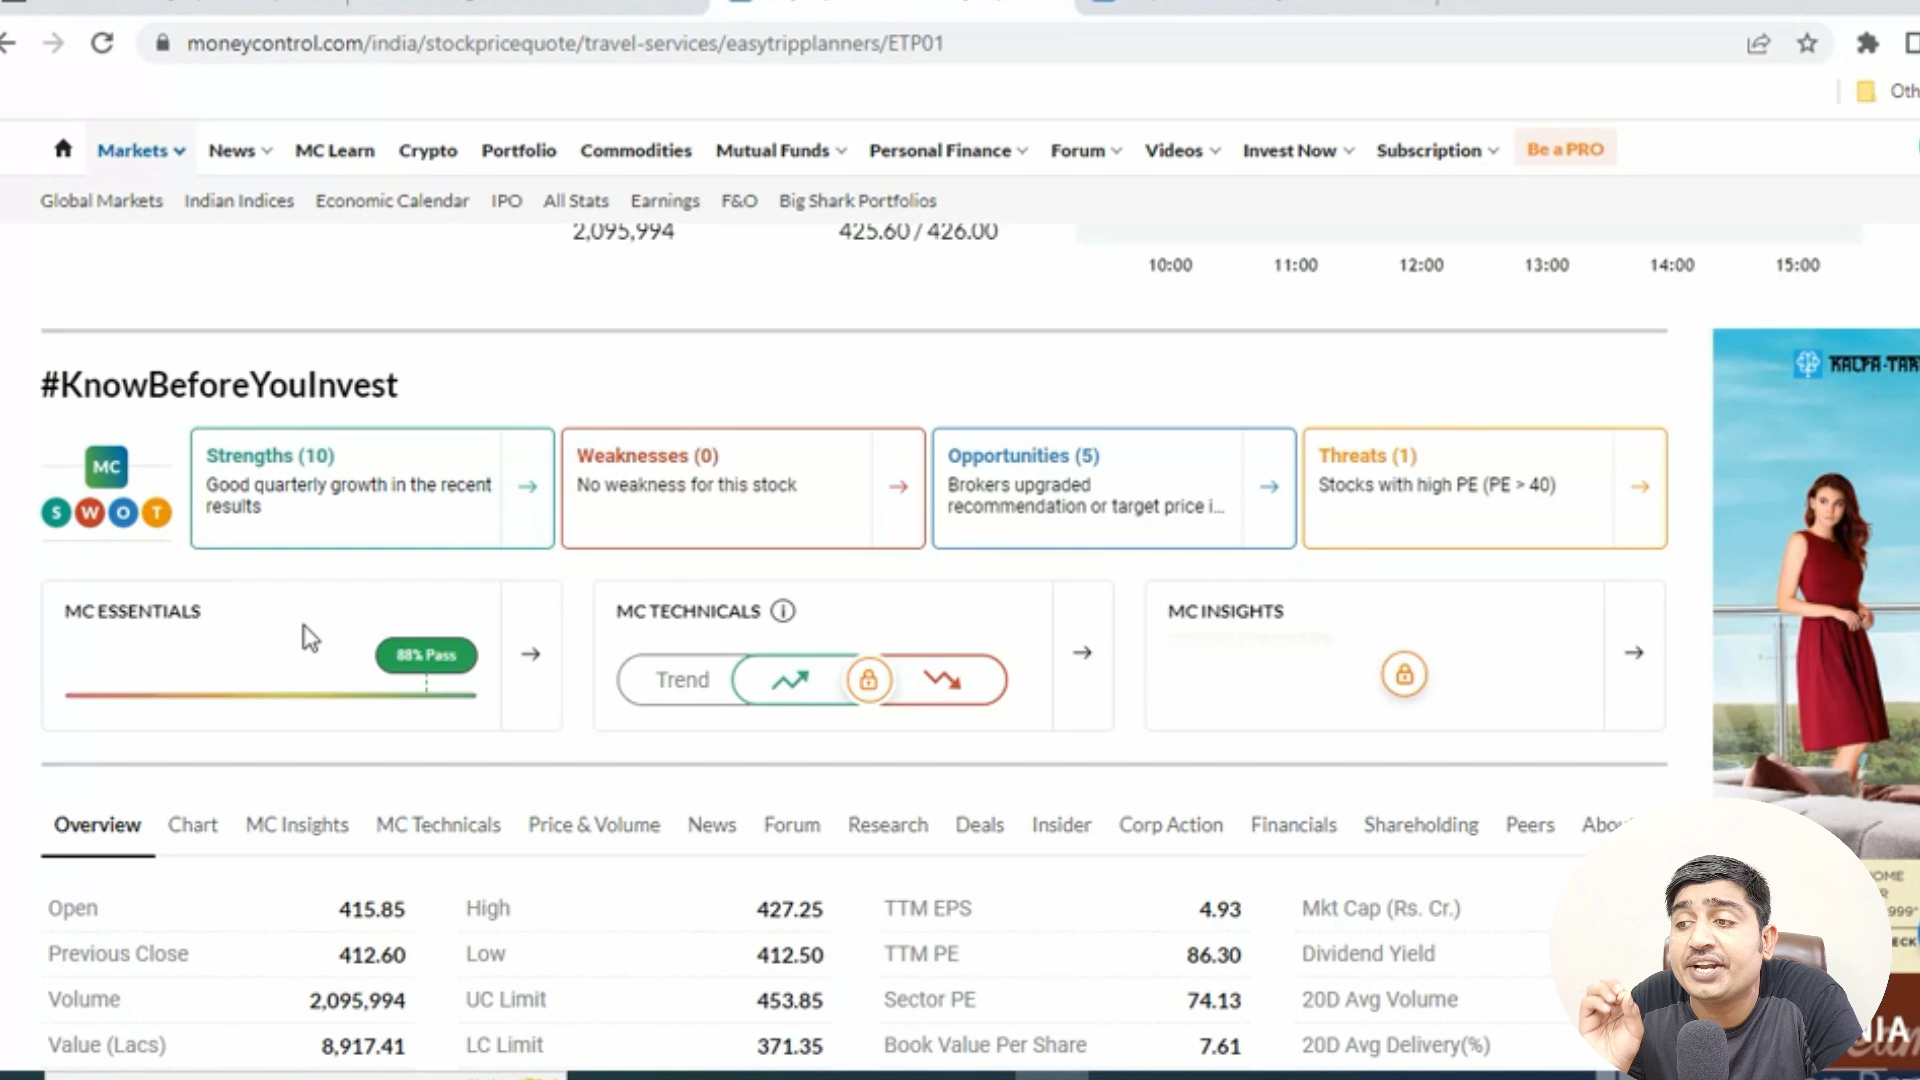 moneycontrol.com/india/stockpricequote/travel-services/easytripplanners/ETP01
Oth
Markets News MC Learn Crypto Portfolio Commodities Mutual Funds Personal Finance Forum Videos Invest Now Subscription Be a PRO
Global Markets Indian Indices Economic Calendar IPO All Stats Earnings F&O Big Shark Portfolios
2,095,994 425.60 / 426.00
10:00 11:00 12:00 13:00 14:00 15:00
#KnowBeforeYouInvest
MC
S W O T
Strengths (10)
Good quarterly growth in the recent
results
Weaknesses (0)
No weakness for this stock
Opportunities (5)
Brokers upgraded
recommendation or target price i...
Threats (1)
Stocks with high PE (PE > 40)
KALPA-TAR
MC ESSENTIALS
88% Pass
MC TECHNICALS
Trend
MC INSIGHTS
Overview Chart MC Insights MC Technicals Price & Volume News Forum Research Deals Insider Corp Action Financials Shareholding Peers Abou
Open 415.85 High 427.25 TTM EPS 4.93 Mkt Cap (Rs. Cr.)
Previous Close 412.60 Low 412.50 TTM PE 86.30 Dividend Yield
Volume 2,095,994 UC Limit 453.85 Sector PE 74.13 20D Avg Volume
Value (Lacs) 8,917.41 LC Limit 371.35 Book Value Per Share 7.61 20D Avg Delivery(%)
OME
999*
ECK